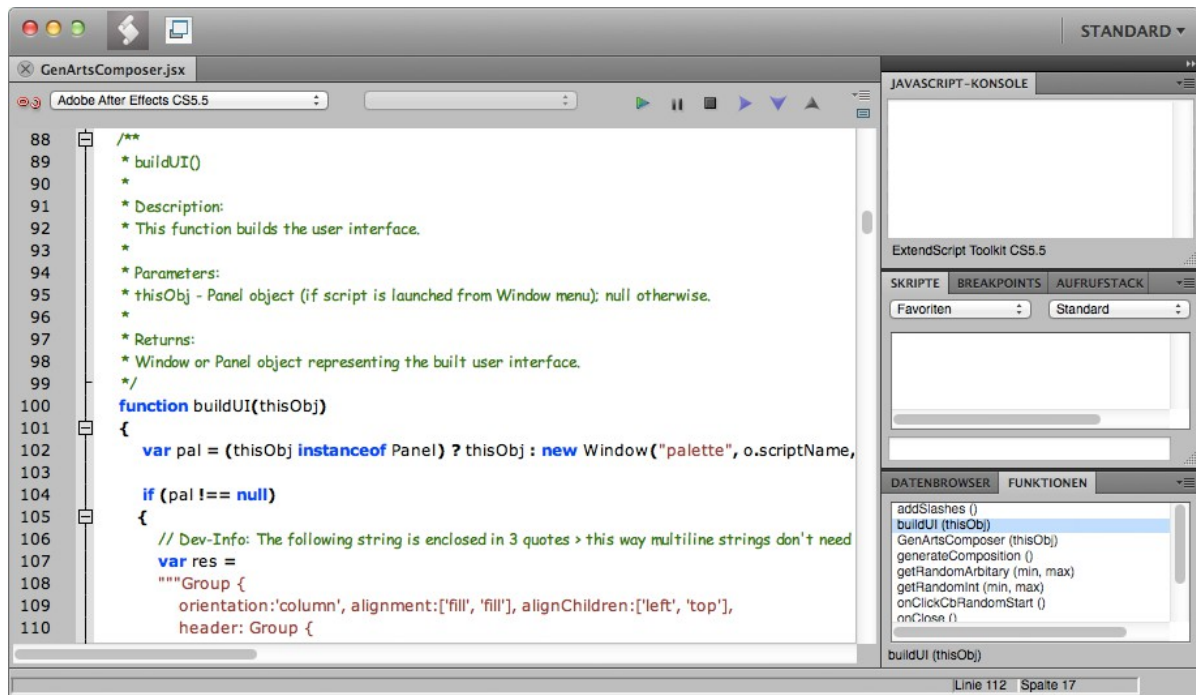 STANDARD
GenArtsComposer.jsx
Adobe After Effects CS5.5
88 /**
89 * buildUI()
90 *
91 * Description:
92 * This function builds the user interface.
93 *
94 * Parameters:
95 * thisObj - Panel object (if script is launched from Window menu); null otherwise.
96 *
97 * Returns:
98 * Window or Panel object representing the built user interface.
99 */
100 function buildUI(thisObj)
101 {
102 var pal = (thisObj instanceof Panel) ? thisObj : new Window("palette", o.scriptName,
103
104 if (pal !== null)
105 {
106 // Dev-Info: The following string is enclosed in 3 quotes > this way multiline strings don't need
107 var res =
108 """Group {
109 orientation:'column', alignment:['fill', 'fill'], alignChildren:['left', 'top'],
110 header: Group {
JAVASCRIPT-KONSOLE
ExtendScript Toolkit CS5.5
SKRIPTE BREAKPOINTS AUFRUFSTACK
Favoriten Standard
DATENBROWSER FUNKTIONEN
addSlashes ()
buildUI (thisObj)
GenArtsComposer (thisObj)
generateComposition ()
getRandomArbitary (min, max)
getRandomInt (min, max)
onClickCbRandomStart ()
onClose ()
buildUI (thisObj)
Linie 112 Spalte 17